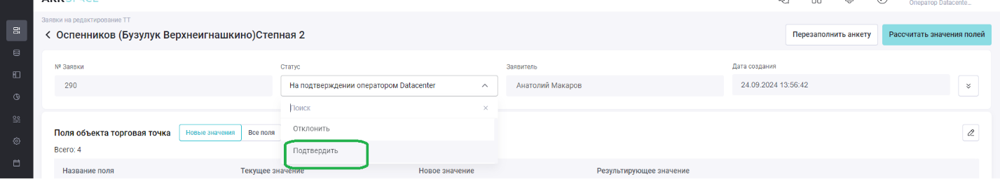 ARKSPACE
Оператор Datacente...
Заявки на редактирование ТТ
Оспенников (Бузулук Верхнеигнашкино)Степная 2
Перезаполнить анкету
Рассчитать значения полей
№ Заявки
Статус
Заявитель
Дата создания
290
На подтверждении оператором Datacenter
Анатолий Макаров
24.09.2024 13:56:42
Поиск
Отклонить
Подтвердить
Поля объекта торговая точка
Новые значения
Все поля
Всего: 4
Название поля
Текущее значение
Новое значение
Результирующее значение